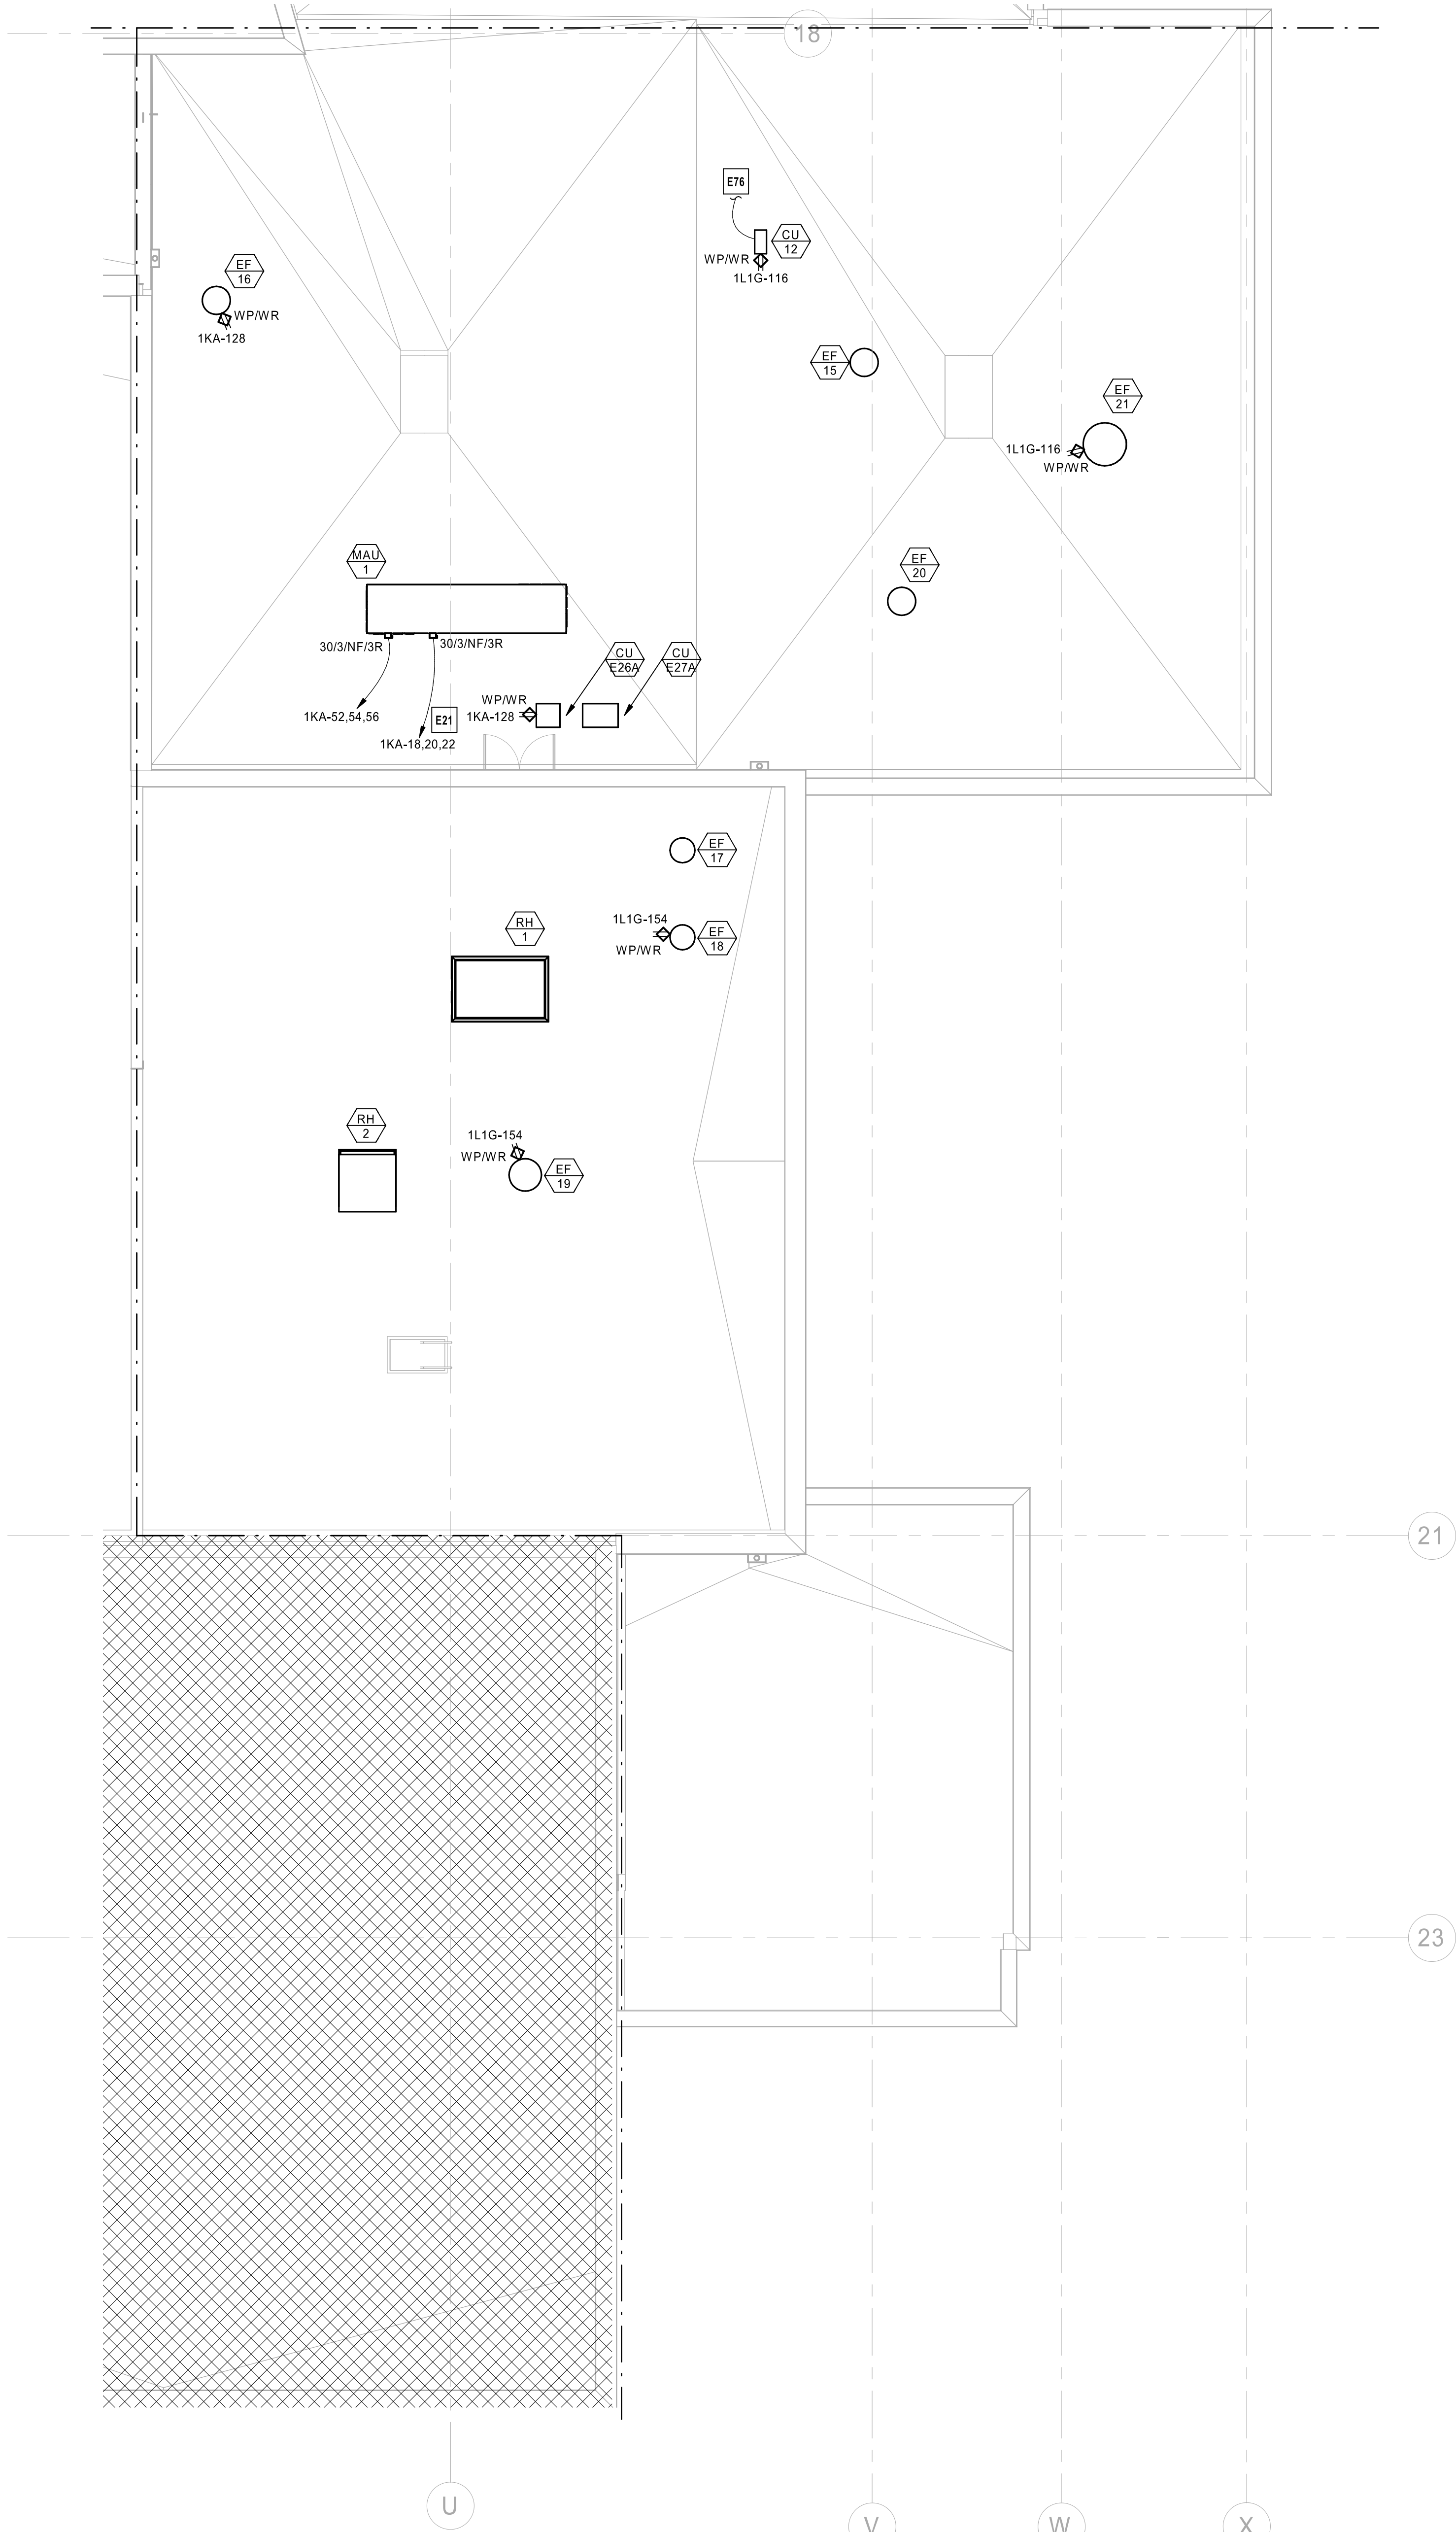 18
E76
CU
12
WP/WR
1L1G-116
EF
16
WP/WR
1KA-128
EF
15
EF
21
1L1G-116
WP/WR
MAU
1
EF
20
30/3/NF/3R
30/3/NF/3R
CU
E26A
CU
E27A
WP/WR
1KA-128
1KA-52,54,56
E21
1KA-18,20,22
EF
17
RH
1
1L1G-154
WP/WR
EF
18
RH
2
1L1G-154
WP/WR
EF
19
21
23
U
V
W
X